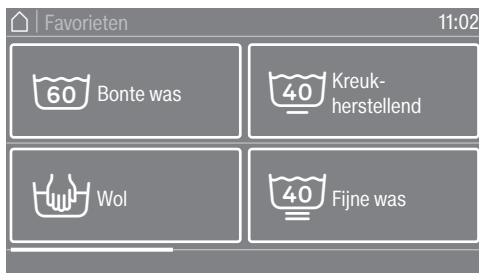 Favorieten 11:02
60 Bonte was
40 Kreuk-
herstellend
Wol
40 Fijne was